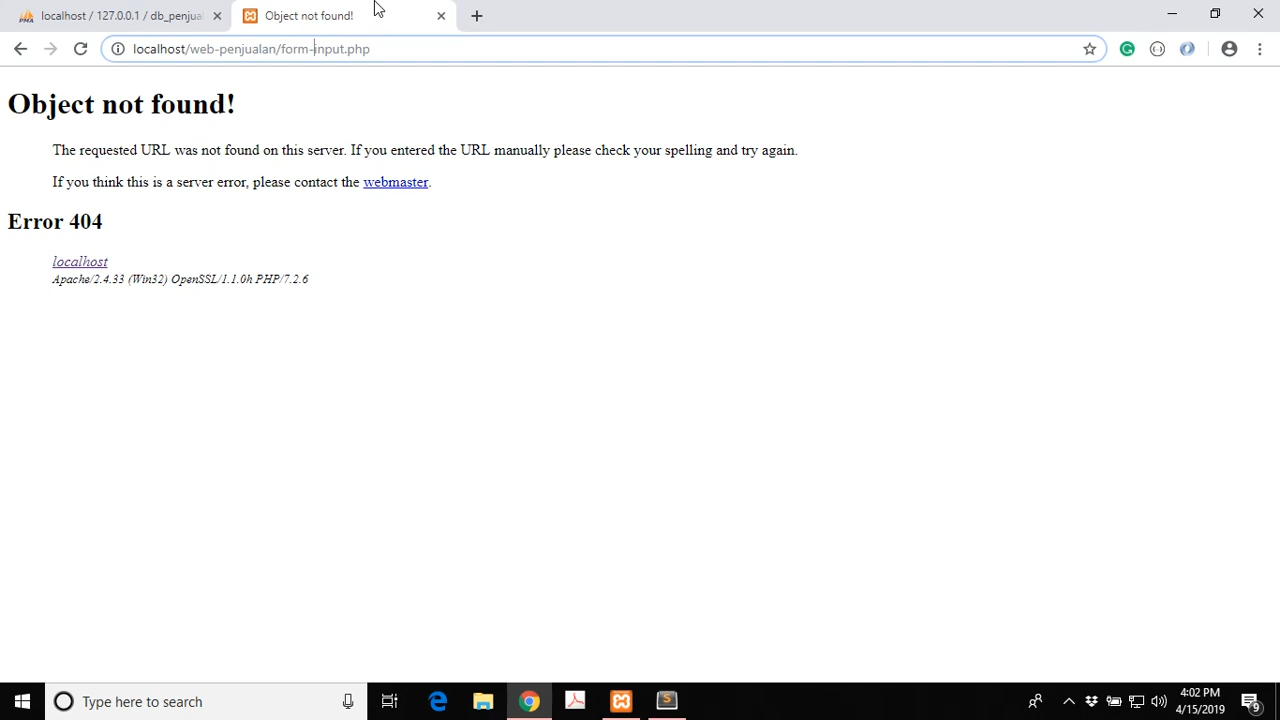 localhost / 127.0.0.1 / db_penjual
Object not found!
localhost/web-penjualan/form-input.php
Object not found!
The requested URL was not found on this server. If you entered the URL manually please check your spelling and try again.
If you think this is a server error, please contact the webmaster.
Error 404
localhost
Apache/2.4.33 (Win32) OpenSSL/1.1.0h PHP/7.2.6
Type here to search
4:02 PM
4/15/2019
9